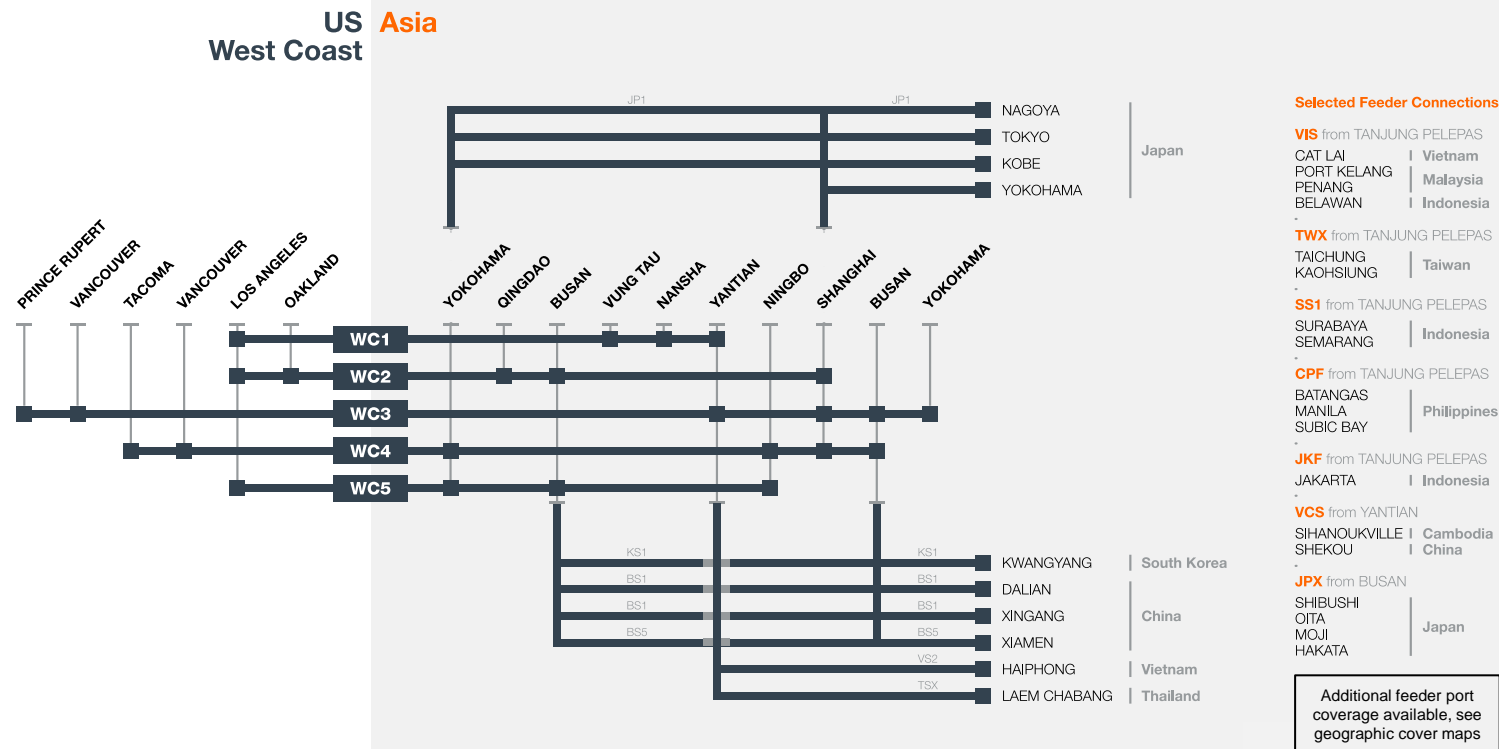 US
West Coast
Asia
JP1
JP1
NAGOYA
TOKYO
KOBE
YOKOHAMA
Japan
PRINCE RUPERT
VANCOUVER
TACOMA
VANCOUVER
LOS ANGELES
OAKLAND
YOKOHAMA
QINGDAO
BUSAN
VUNG TAU
NANSHA
YANTIAN
NINGBO
SHANGHAI
BUSAN
YOKOHAMA
WC1
WC2
WC3
WC4
WC5
KS1
KS1
KWANGYANG
South Korea
BS1
BS1
DALIAN
BS1
BS1
XINGANG
China
BS5
BS5
XIAMEN
VS2
HAIPHONG
Vietnam
TSX
LAEM CHABANG
Thailand
Selected Feeder Connections
VIS from TANJUNG PELEPAS
CAT LAI
Vietnam
PORT KELANG
PENANG
Malaysia
BELAWAN
Indonesia
TWX from TANJUNG PELEPAS
TAICHUNG
KAOHSIUNG
Taiwan
SS1 from TANJUNG PELEPAS
SURABAYA
SEMARANG
Indonesia
CPF from TANJUNG PELEPAS
BATANGAS
MANILA
SUBIC BAY
Philippines
JKF from TANJUNG PELEPAS
JAKARTA
Indonesia
VCS from YANTIAN
SIHANOUKVILLE
Cambodia
SHEKOU
China
JPX from BUSAN
SHIBUSHI
OITA
MOJI
HAKATA
Japan
Additional feeder port
coverage available, see
geographic cover maps